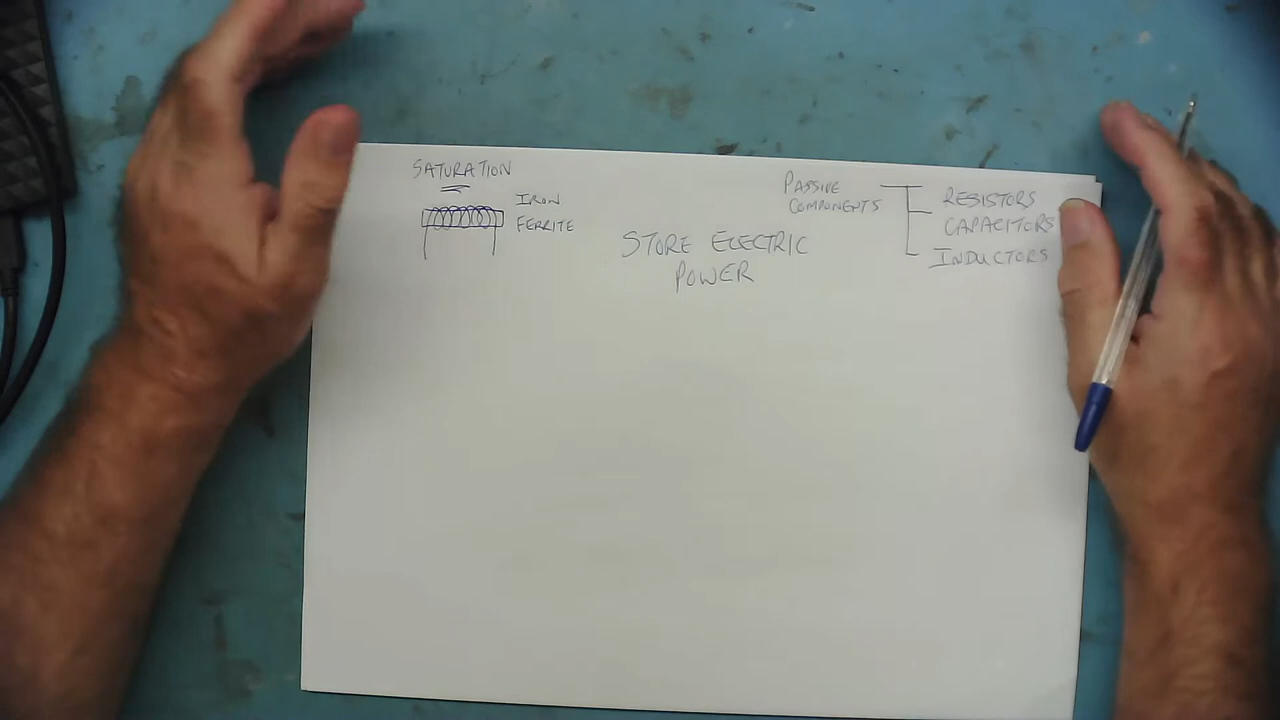 SATURATION
IRON
FERRITE
STORE ELECTRIC
POWER
PASSIVE
COMPONENTS
RESISTORS
CAPACITORS
INDUCTORS